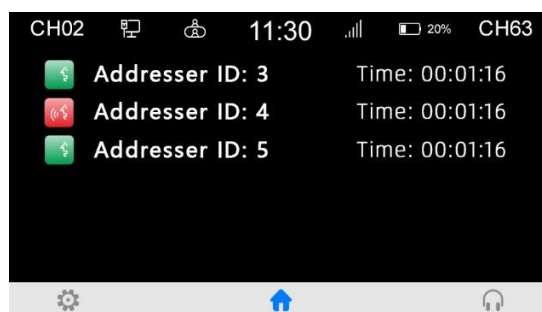 CH02 11:30 20% CH63
Addresser ID: 3 Time: 00:01:16
Addresser ID: 4 Time: 00:01:16
Addresser ID: 5 Time: 00:01:16